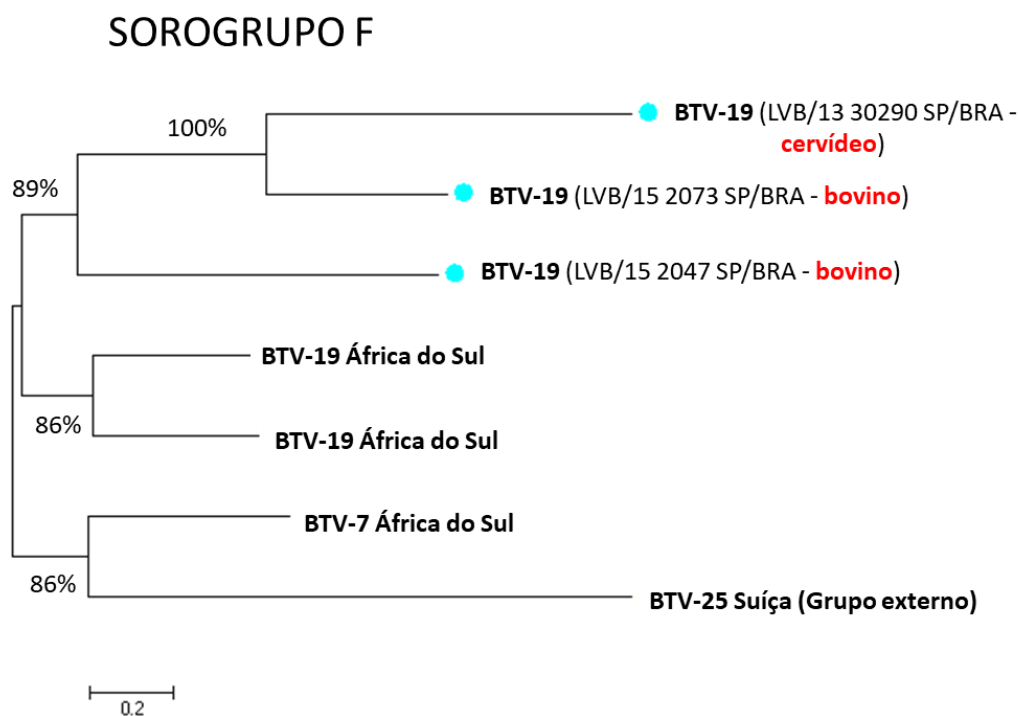 SOROGRUPO F
100%
BTV-19 (LVB/13 30290 SP/BRA -
cervídeo)
89%
BTV-19 (LVB/15 2073 SP/BRA - bovino)
BTV-19 (LVB/15 2047 SP/BRA - bovino)
BTV-19 África do Sul
86%
BTV-19 África do Sul
BTV-7 África do Sul
86%
BTV-25 Suíça (Grupo externo)
0.2